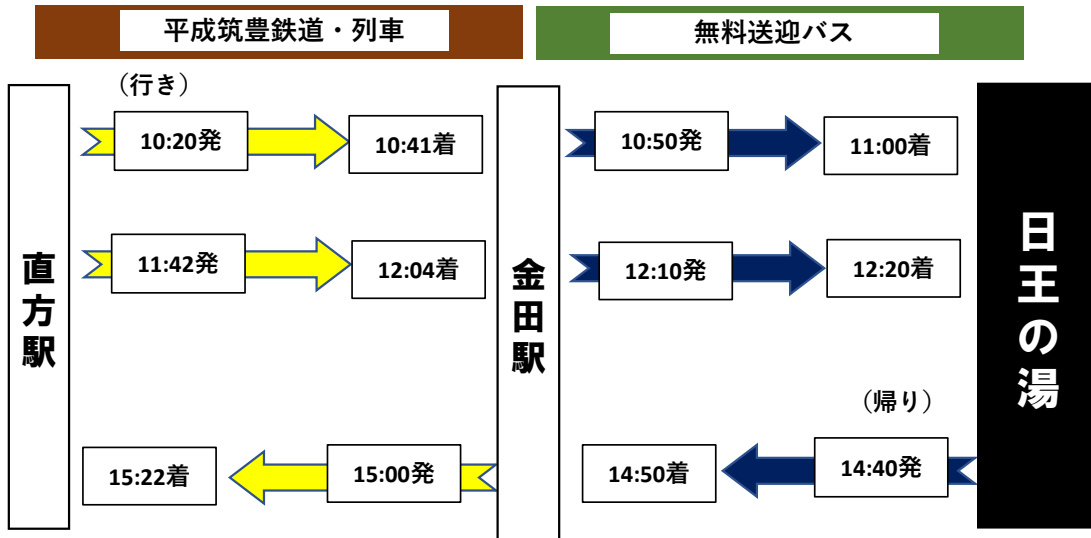 平成筑豊鉄道・列車
無料送迎バス
（行き）
10:20発
10:41着
10:50発
11:00着
11:42発
12:04着
12:10発
12:20着
直方駅
金田駅
日王の湯
（帰り）
15:22着
15:00発
14:50着
14:40発